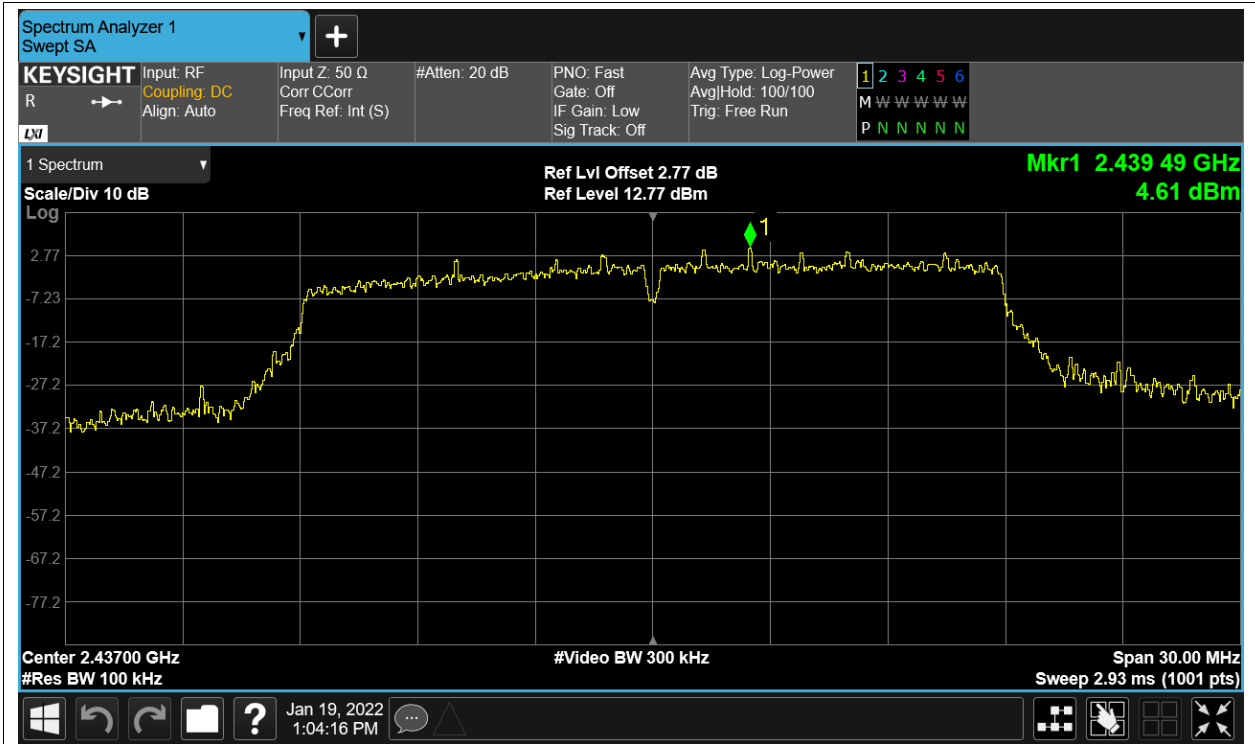 Spectrum Analyzer 1
Swept SA
+
KEYSIGHT
R
LXI
Input: RF
Coupling: DC
Align: Auto
Input Z: 50 Ω
Corr CCorr
Freq Ref: Int (S)
#Atten: 20 dB
PNO: Fast
Gate: Off
IF Gain: Low
Sig Track: Off
Avg Type: Log-Power
Avg|Hold: 100/100
Trig: Free Run
1 2 3 4 5 6
M W W W W W
P N N N N N
1 Spectrum
Scale/Div 10 dB
Log
Ref Lvl Offset 2.77 dB
Ref Level 12.77 dBm
Mkr1 2.439 49 GHz
4.61 dBm
1
2.77
-7.23
-17.2
-27.2
-37.2
-47.2
-57.2
-67.2
-77.2
Center 2.43700 GHz
#Res BW 100 kHz
#Video BW 300 kHz
Span 30.00 MHz
Sweep 2.93 ms (1001 pts)
?
Jan 19, 2022
1:04:16 PM